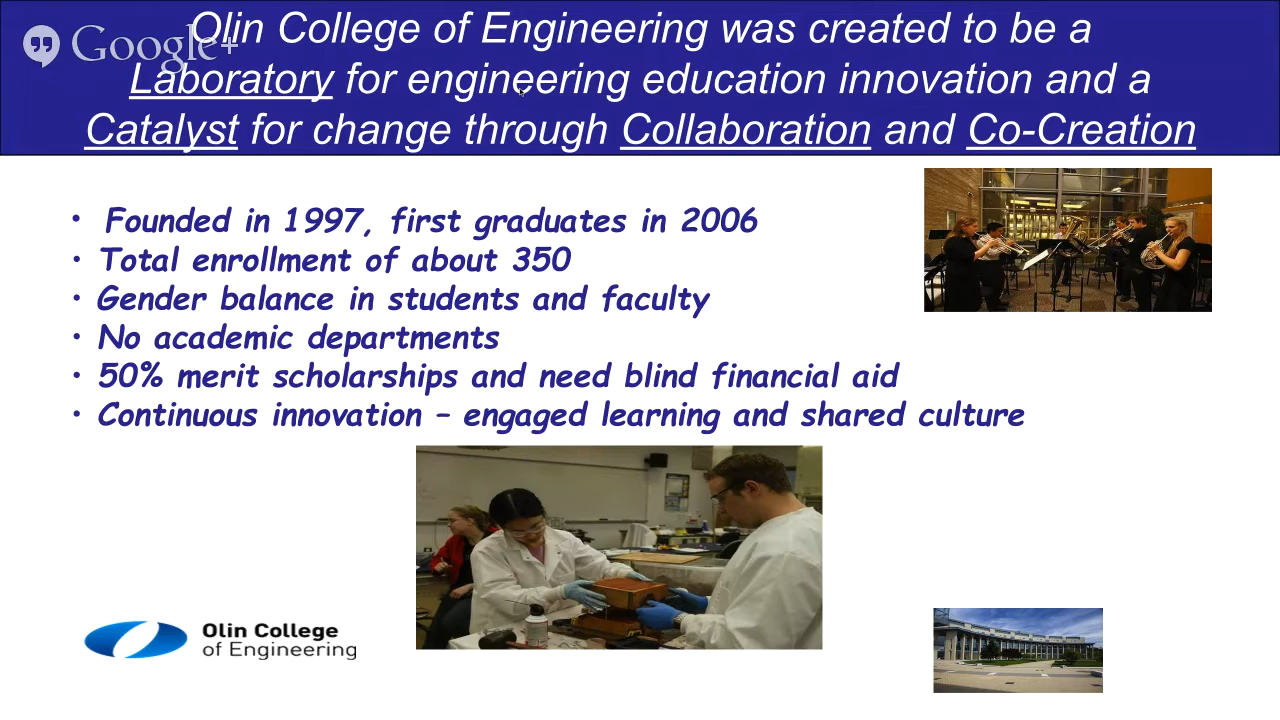 Google+
Olin College of Engineering was created to be a
Laboratory for engineering education innovation and a
Catalyst for change through Collaboration and Co-Creation
• Founded in 1997, first graduates in 2006
• Total enrollment of about 350
• Gender balance in students and faculty
• No academic departments
• 50% merit scholarships and need blind financial aid
• Continuous innovation – engaged learning and shared culture
Olin College
of Engineering